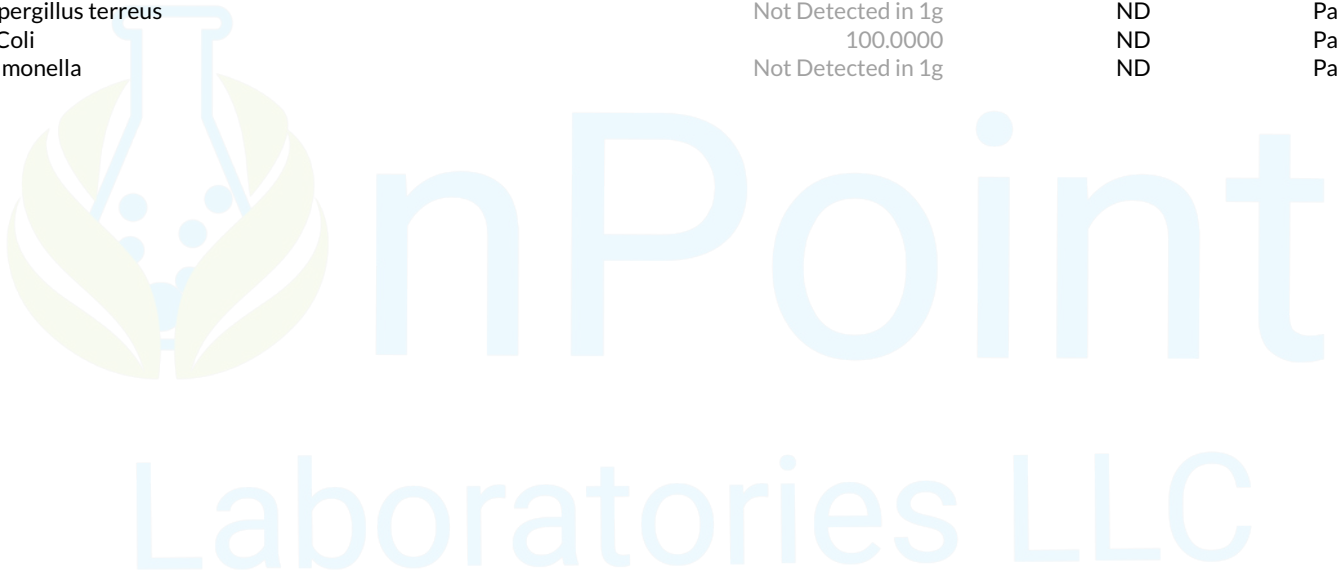 pergillus terreus Not Detected in 1g ND Pa
Coli 100.0000 ND Pa
monella Not Detected in 1g ND Pa
nPoint
Laboratories LLC